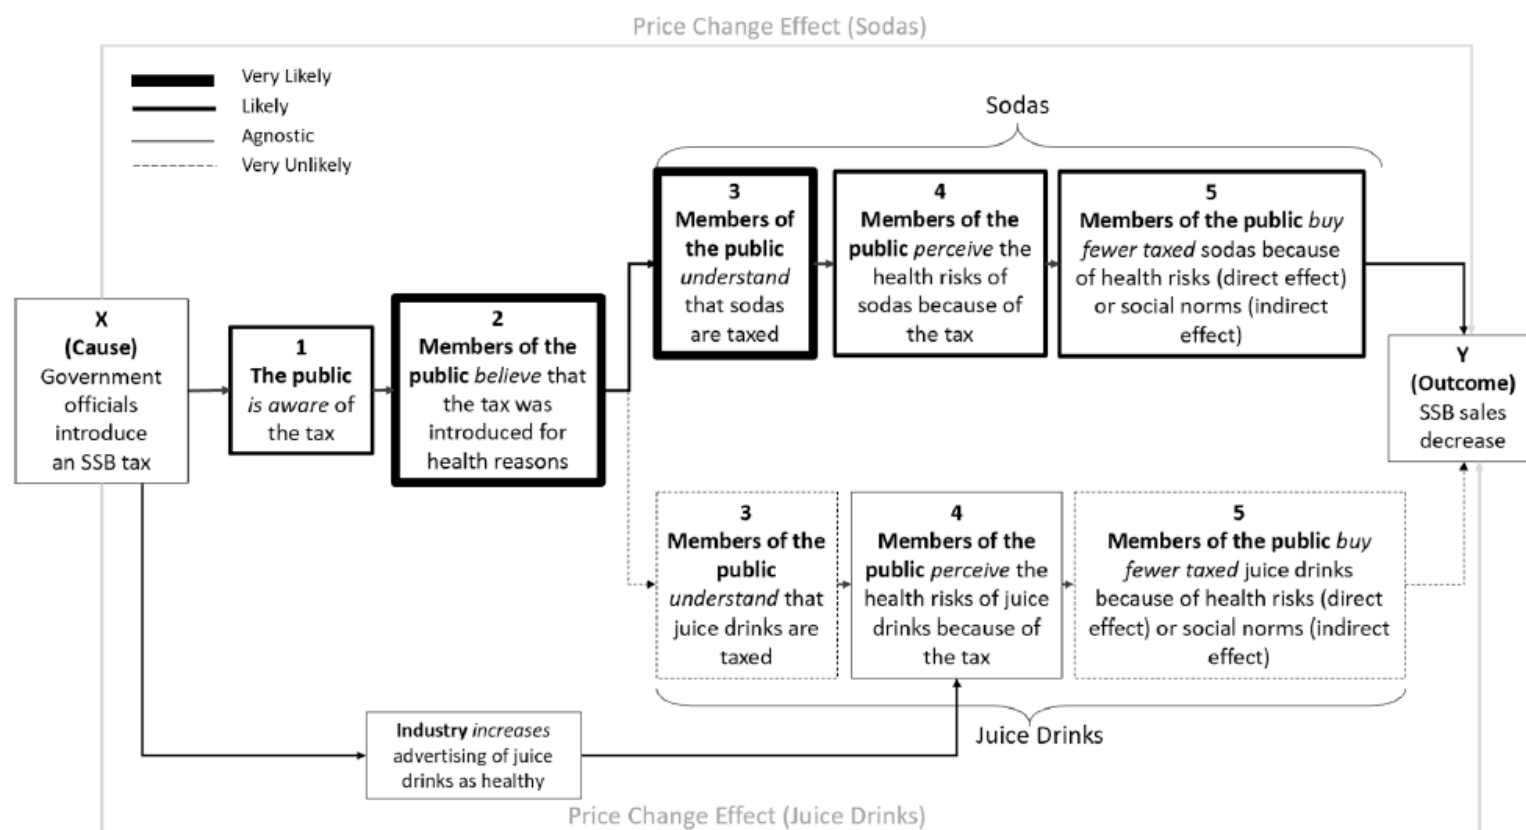 Price Change Effect (Sodas)
Very Likely
Likely
Agnostic
Very Unlikely
Sodas
X
(Cause)
Government
officials
introduce
an SSB tax
1
The public
is aware of
the tax
2
Members of the
public believe that
the tax was
introduced for
health reasons
3
Members of
the public
understand
that sodas
are taxed
4
Members of the
public perceive the
health risks of
sodas because of
the tax
5
Members of the public buy
fewer taxed sodas because
of health risks (direct effect)
or social norms (indirect
effect)
Y
(Outcome)
SSB sales
decrease
3
Members of the
public
understand that
juice drinks are
taxed
4
Members of the
public perceive the
health risks of juice
drinks because of
the tax
5
Members of the public buy
fewer taxed juice drinks
because of health risks (direct
effect) or social norms (indirect
effect)
Juice Drinks
Industry increases
advertising of juice
drinks as healthy
Price Change Effect (Juice Drinks)